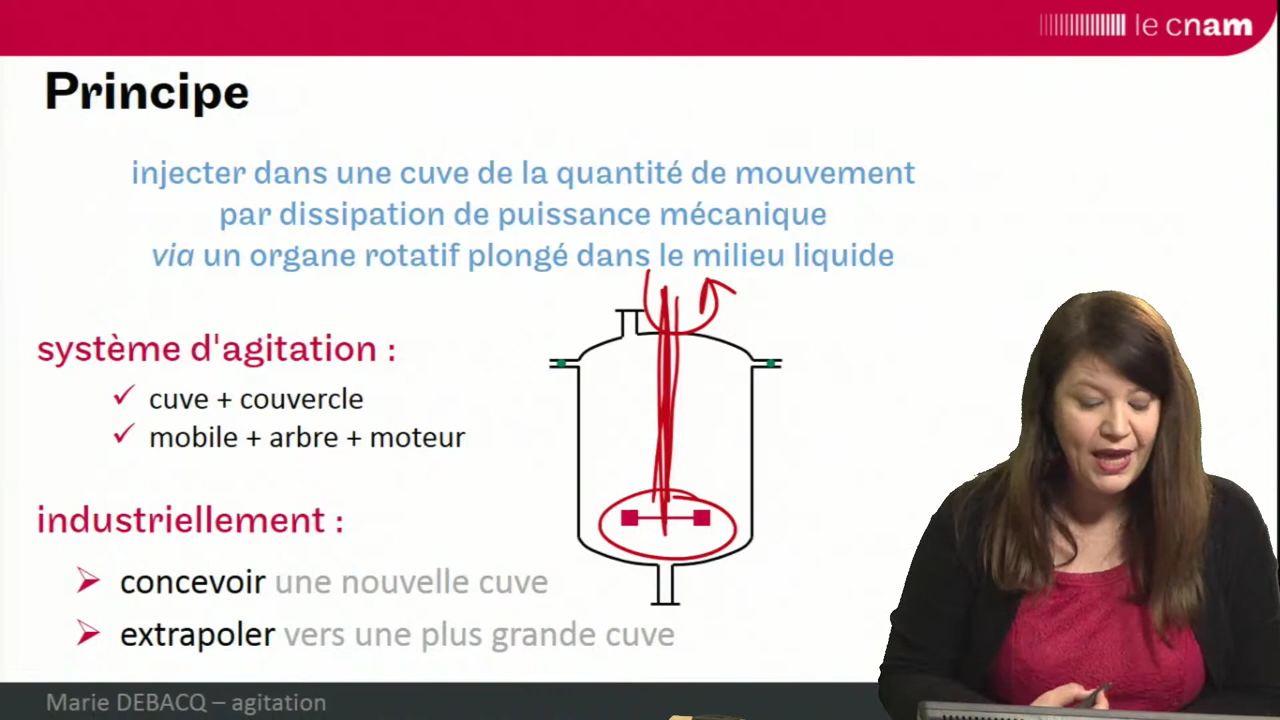 le cnam
Principe
injecter dans une cuve de la quantité de mouvement
par dissipation de puissance mécanique
via un organe rotatif plongé dans le milieu liquide
système d'agitation :
cuve + couvercle
mobile + arbre + moteur
industriellement :
concevoir une nouvelle cuve
extrapoler vers une plus grande cuve
Marie DEBACQ – agitation